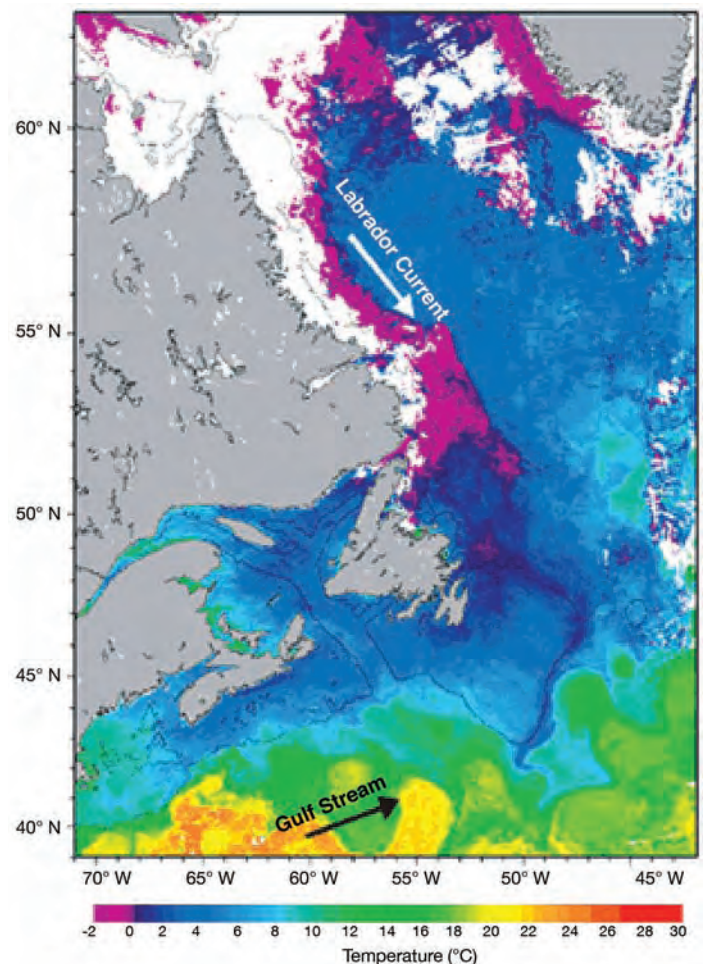 60° N
Labrador Current
55° N
50° N
45° N
Gulf Stream
40° N
70° W 65° W 60° W 55° W 50° W 45° W
-2 0 2 4 6 8 10 12 14 16 18 20 22 24 26 28 30
Temperature (°C)